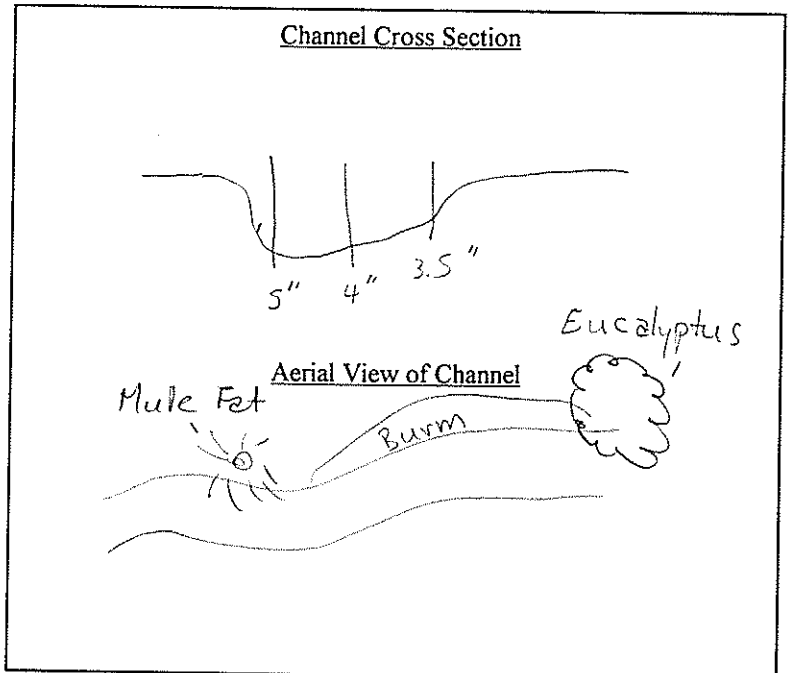 Channel Cross Section
5" 4" 3.5"
Eucalyptus
Aerial View of Channel
Mule Fat
Burm